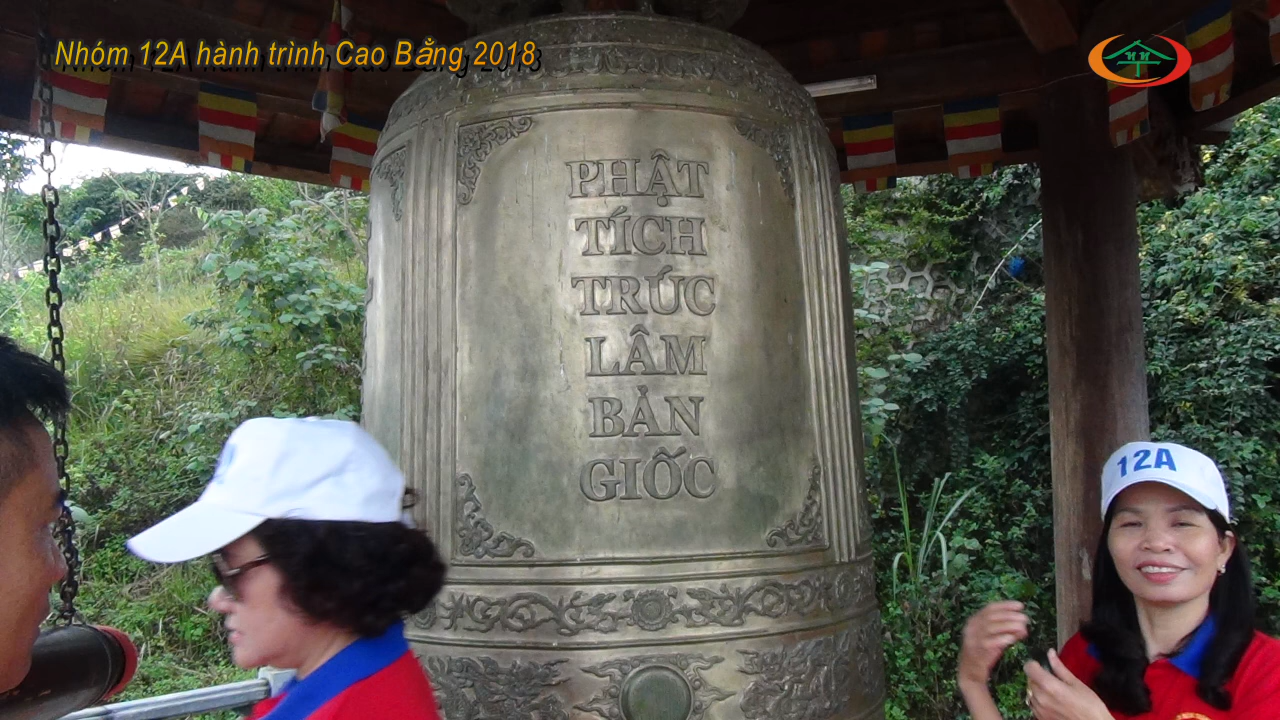 Nhóm 12A hành trình Cao Bằng 2018
PHẬT
TÍCH
TRÚC
LÂM
BẢN
GIỐC
12A